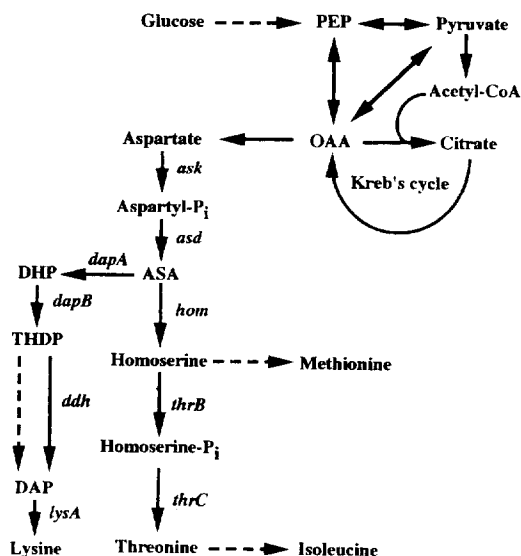 Glucose PEP Pyruvate
Acetyl-CoA
Aspartate OAA Citrate
ask
Kreb's cycle
Aspartyl-Pi
asd
dapA
DHP ASA
dapB hom
THDP
Homoserine Methionine
ddh thrB
Homoserine-Pi
DAP
lysA thrC
Lysine Threonine Isoleucine